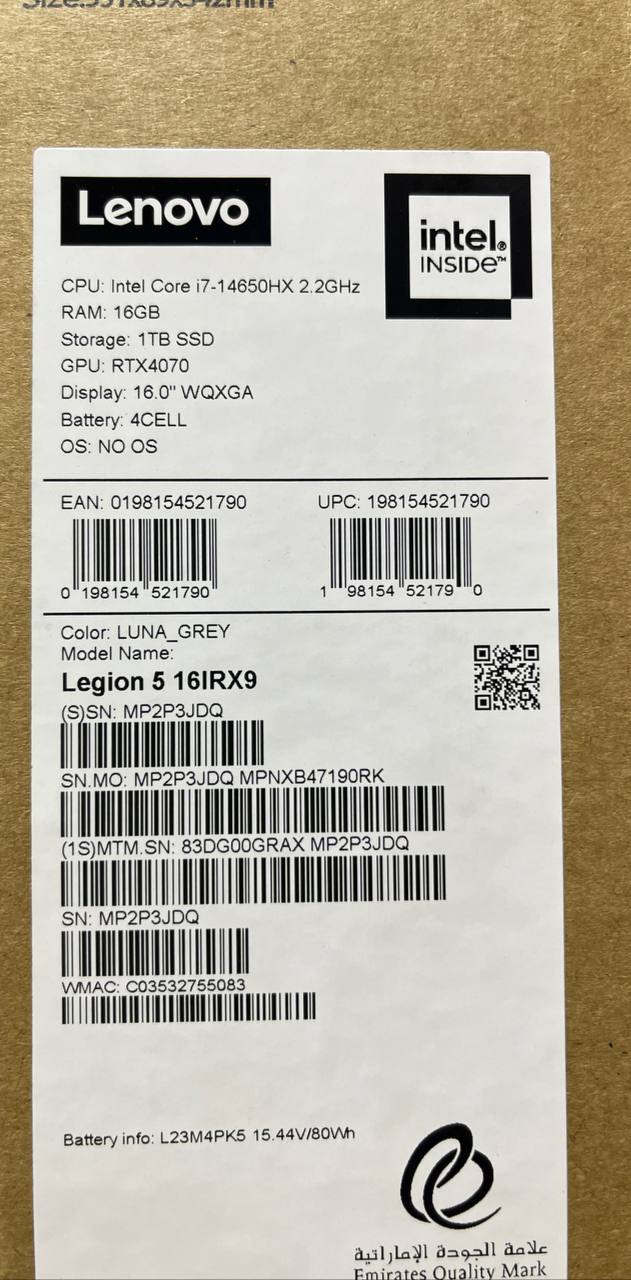 Size:551x89x342mm
Lenovo
intel®
INSIDE™
CPU: Intel Core i7-14650HX 2.2GHz
RAM: 16GB
Storage: 1TB SSD
GPU: RTX4070
Display: 16.0" WQXGA
Battery: 4CELL
OS: NO OS
EAN: 0198154521790
UPC: 198154521790
0 198154 521790
1 98154 52179 0
Color: LUNA_GREY
Model Name:
Legion 5 16IRX9
(S)SN: MP2P3JDQ
SN.MO: MP2P3JDQ MPNXB47190RK
(1S)MTM.SN: 83DG00GRAX MP2P3JDQ
SN: MP2P3JDQ
WMAC: C03532755083
Battery info: L23M4PK5 15.44V/80Wh
علامة الجودة الإماراتية
Emirates Quality Mark